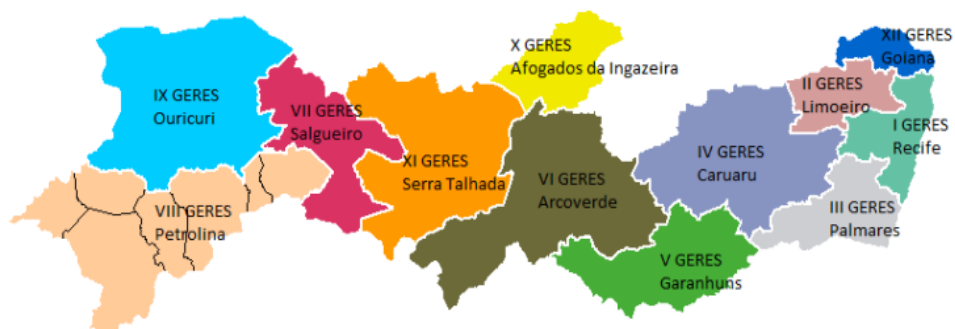 IX GERES
Ouricuri
VII GERES
Salgueiro
X GERES
Afogados da Ingazeira
XII GERES
Goiana
II GERES
Limoeiro
I GERES
Recife
XI GERES
Serra Talhada
VI GERES
Arcoverde
IV GERES
Caruaru
VIII GERES
Petrolina
III GERES
Palmares
V GERES
Garanhuns